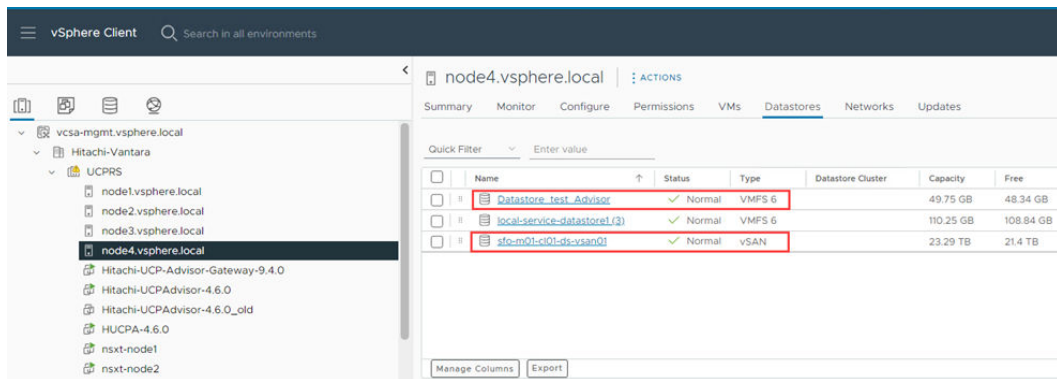 vSphere Client Search in all environments
node4.vsphere.local ACTIONS
Summary Monitor Configure Permissions VMs Datastores Networks Updates
vcsa-mgmt.vsphere.local
Hitachi-Vantara
UCPRS
node1.vsphere.local
node2.vsphere.local
node3.vsphere.local
node4.vsphere.local
Hitachi-UCP-Advisor-Gateway-9.4.0
Hitachi-UCPAdvisor-4.6.0
Hitachi-UCPAdvisor-4.6.0_old
HUCPA-4.6.0
nsxt-node1
nsxt-node2
Quick Filter Enter value
Name Status Type Datastore Cluster Capacity Free
Datastore_test_Advisor Normal VMFS 6 49.75 GB 48.34 GB
local-service-datastore1 (3) Normal VMFS 6 110.25 GB 108.84 GB
sfo-m01-cl01-ds-vsan01 Normal vSAN 23.29 TB 21.4 TB
Manage Columns Export